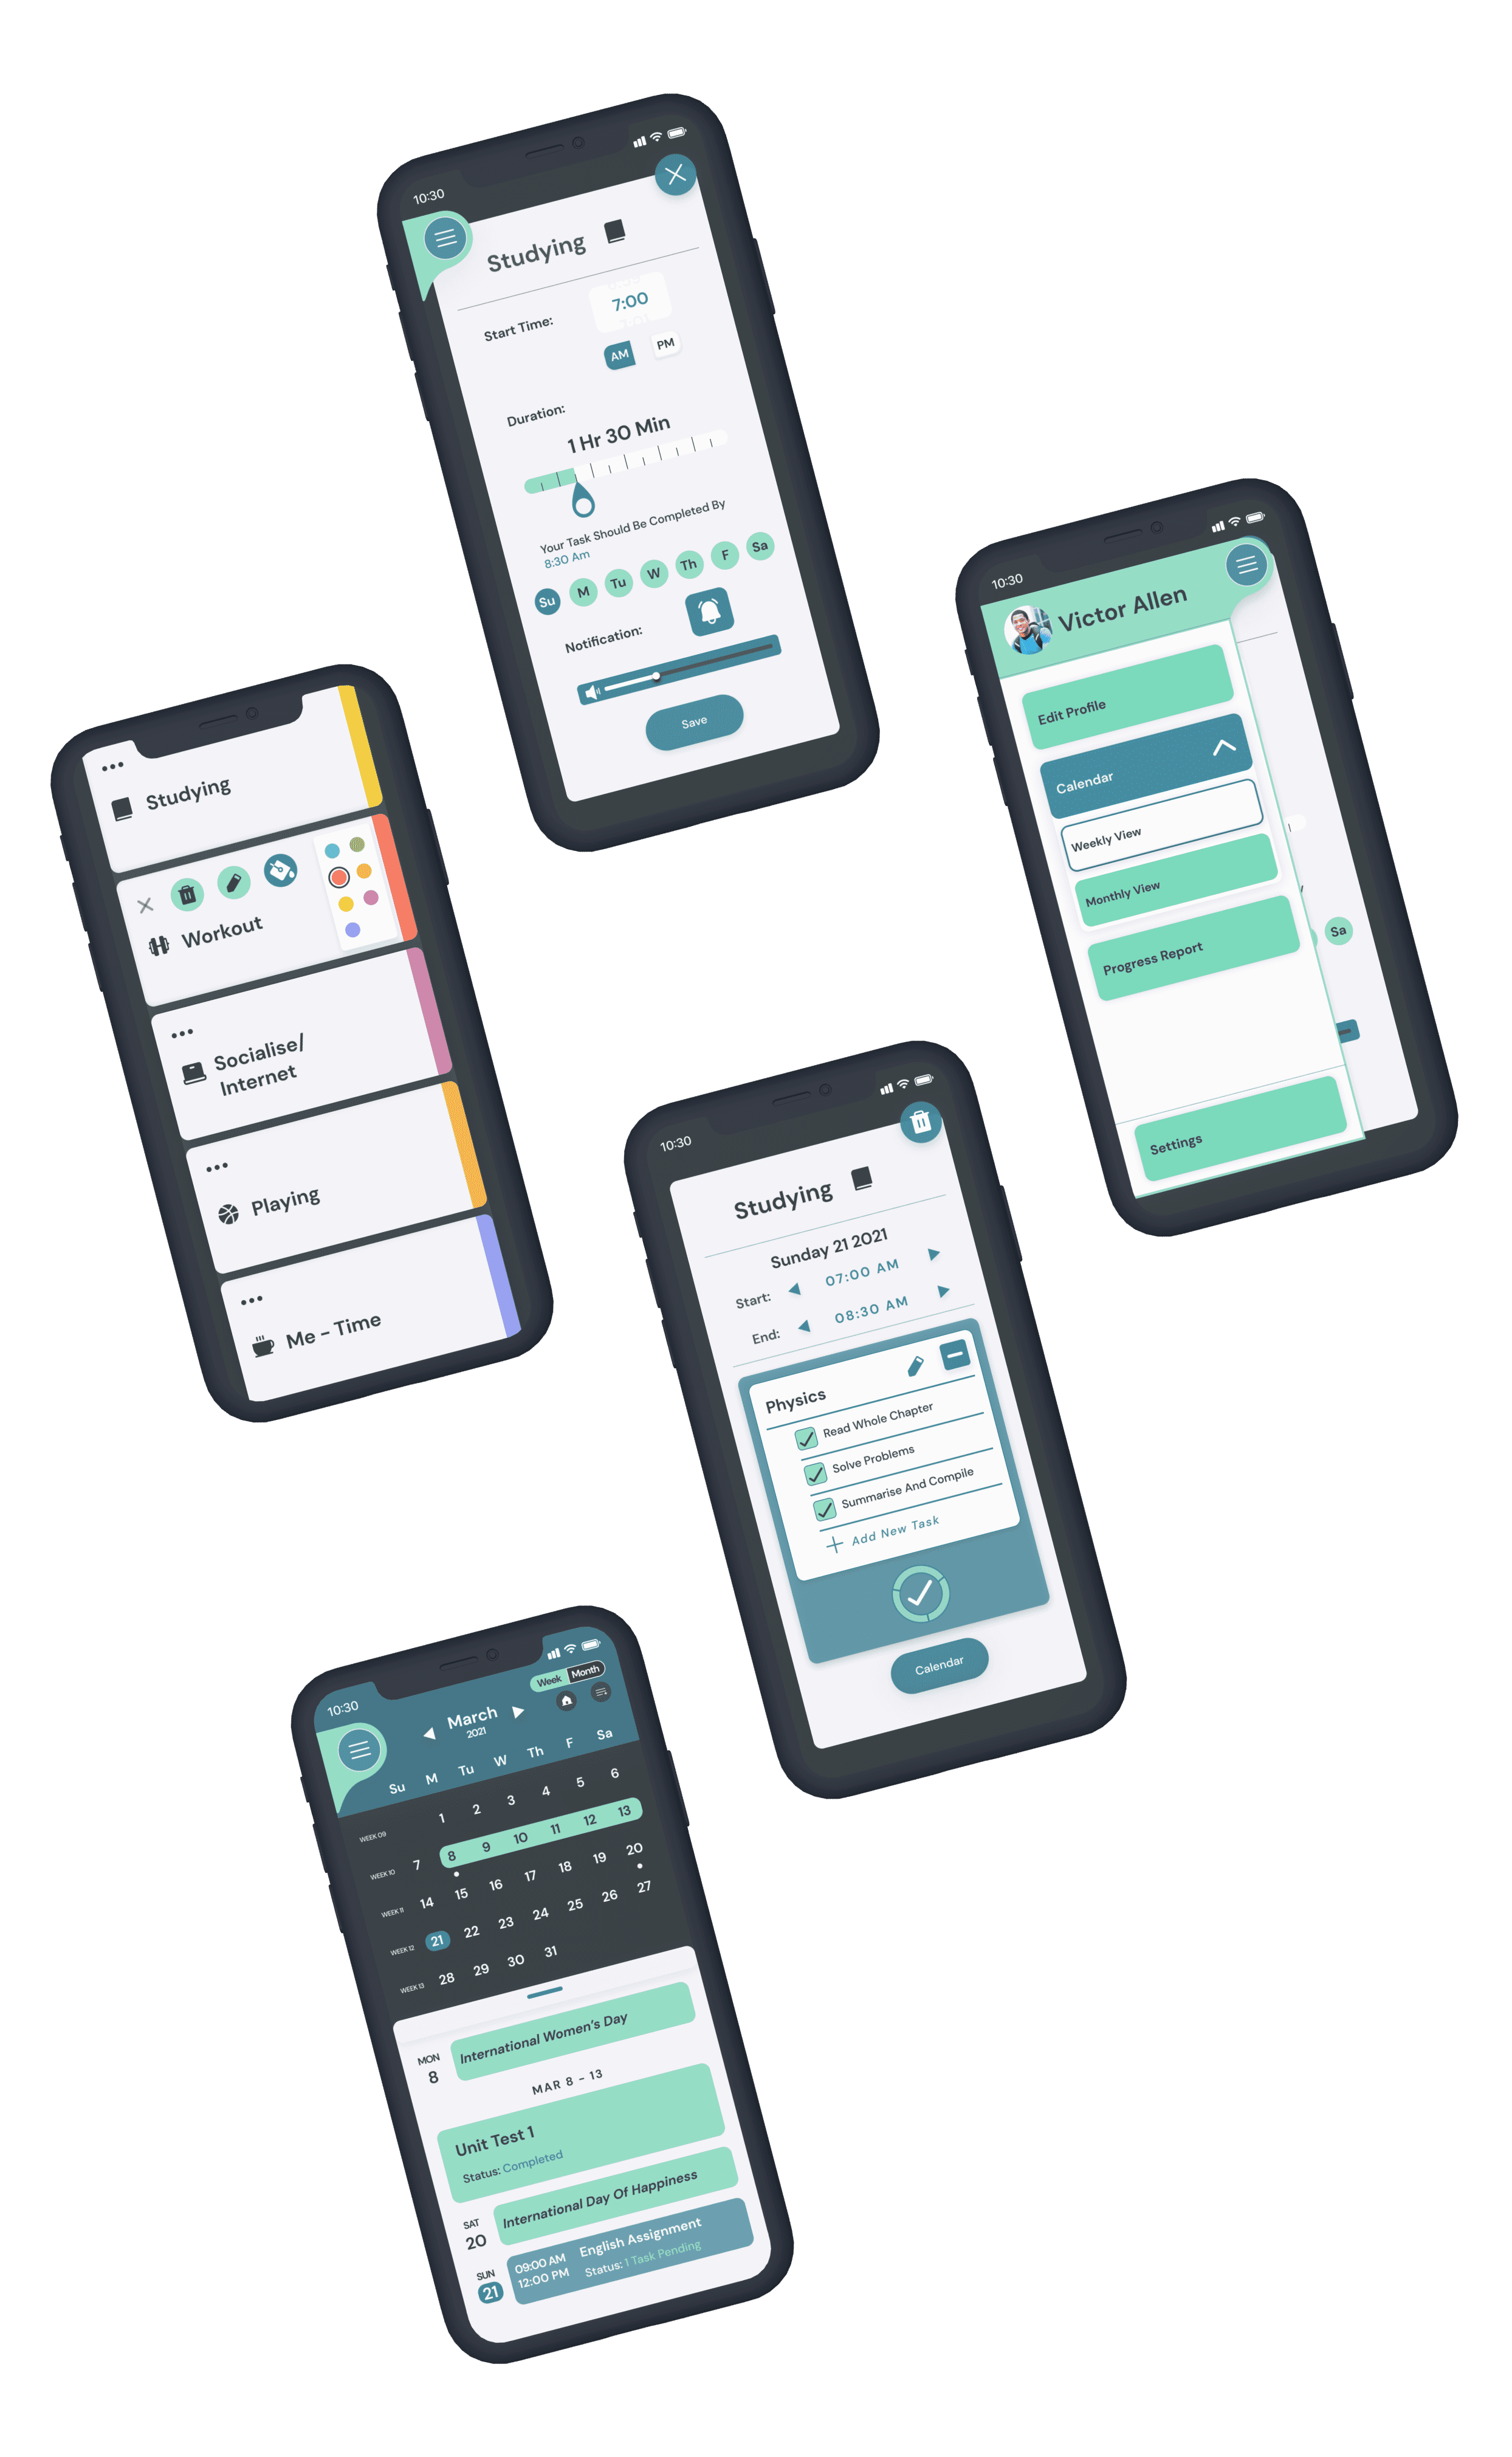 10:30
Studying
Start Time:
7:00
AM
PM
Duration:
1 Hr 30 Min
Your Task Should Be Completed By
8:30 Am
Su M Tu W Th F Sa
Notification:
Save
10:30
Victor Allen
Edit Profile
Calendar
Weekly View
Monthly View
Progress Report
Settings
Sa
Studying
Workout
Socialise/
Internet
Playing
Me - Time
10:30
Studying
Sunday 21 2021
Start: 07:00 AM
End: 08:30 AM
Physics
Read Whole Chapter
Solve Problems
Summarise And Compile
Add New Task
Calendar
10:30
Week Month
March
2021
Su M Tu W Th F Sa
WEEK 09 1 2 3 4 5 6
WEEK 10 7 8 9 10 11 12 13
WEEK 11 14 15 16 17 18 19 20
WEEK 12 21 22 23 24 25 26 27
WEEK 13 28 29 30 31
MON
8
International Women's Day
MAR 8 - 13
Unit Test 1
Status: Completed
SAT
20
International Day Of Happiness
SUN
21
09:00 AM English Assignment
12:00 PM Status: 1 Task Pending